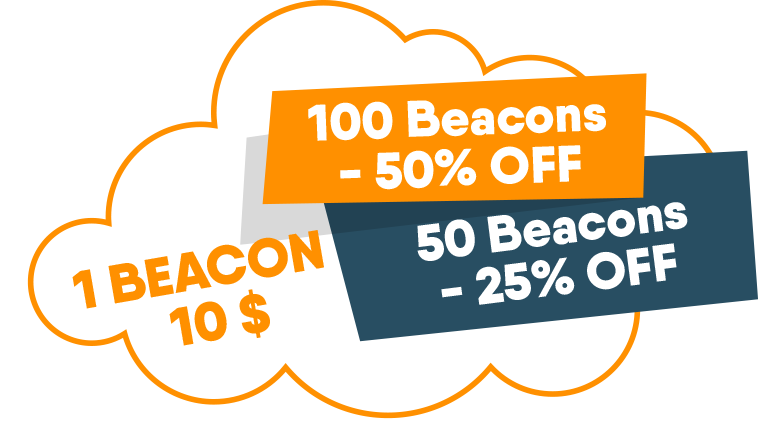 100 Beacons
- 50% OFF
50 Beacons
- 25% OFF
1 BEACON
10 $